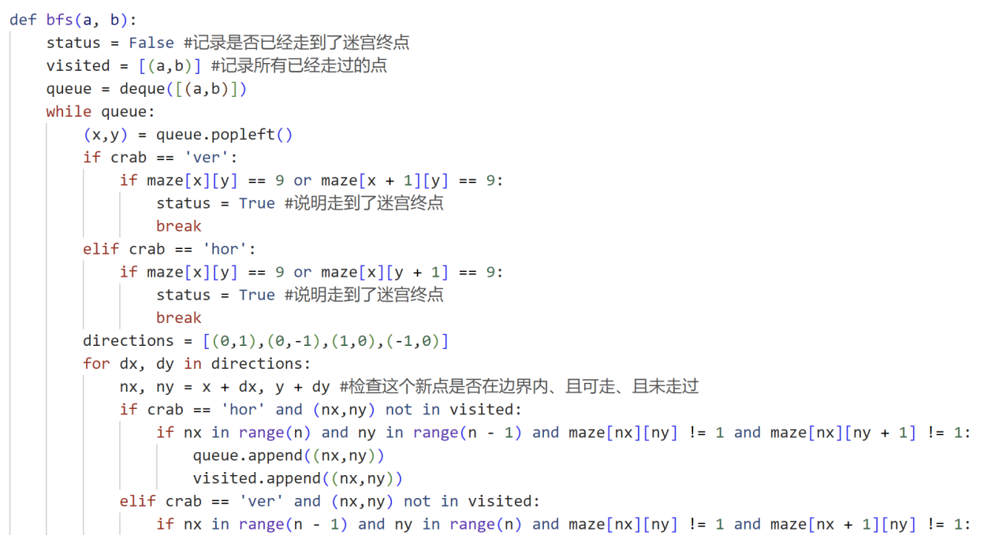 def bfs(a, b):
    status = False #记录是否已经走到了迷宫终点
    visited = [(a,b)] #记录所有已经走过的点
    queue = deque([(a,b)])
    while queue:
        (x,y) = queue.popleft()
        if crab == 'ver':
            if maze[x][y] == 9 or maze[x + 1][y] == 9:
                status = True #说明走到了迷宫终点
                break
        elif crab == 'hor':
            if maze[x][y] == 9 or maze[x][y + 1] == 9:
                status = True #说明走到了迷宫终点
                break
        directions = [(0,1),(0,-1),(1,0),(-1,0)]
        for dx, dy in directions:
            nx, ny = x + dx, y + dy #检查这个新点是否在边界内、且可走、且未走过
            if crab == 'hor' and (nx,ny) not in visited:
                if nx in range(n) and ny in range(n - 1) and maze[nx][ny] != 1 and maze[nx][ny + 1] != 1:
                    queue.append((nx,ny))
                    visited.append((nx,ny))
            elif crab == 'ver' and (nx,ny) not in visited:
                if nx in range(n - 1) and ny in range(n) and maze[nx][ny] != 1 and maze[nx + 1][ny] != 1: